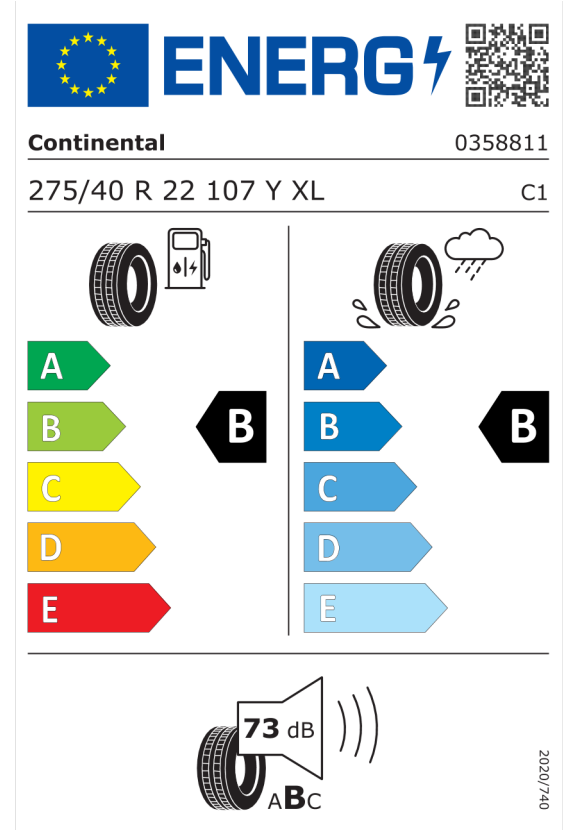 ENERG
Continental 0358811
275/40 R 22 107 Y XL C1
A A
B B B B
C C
D D
E E
73 dB
ABC
2020/740